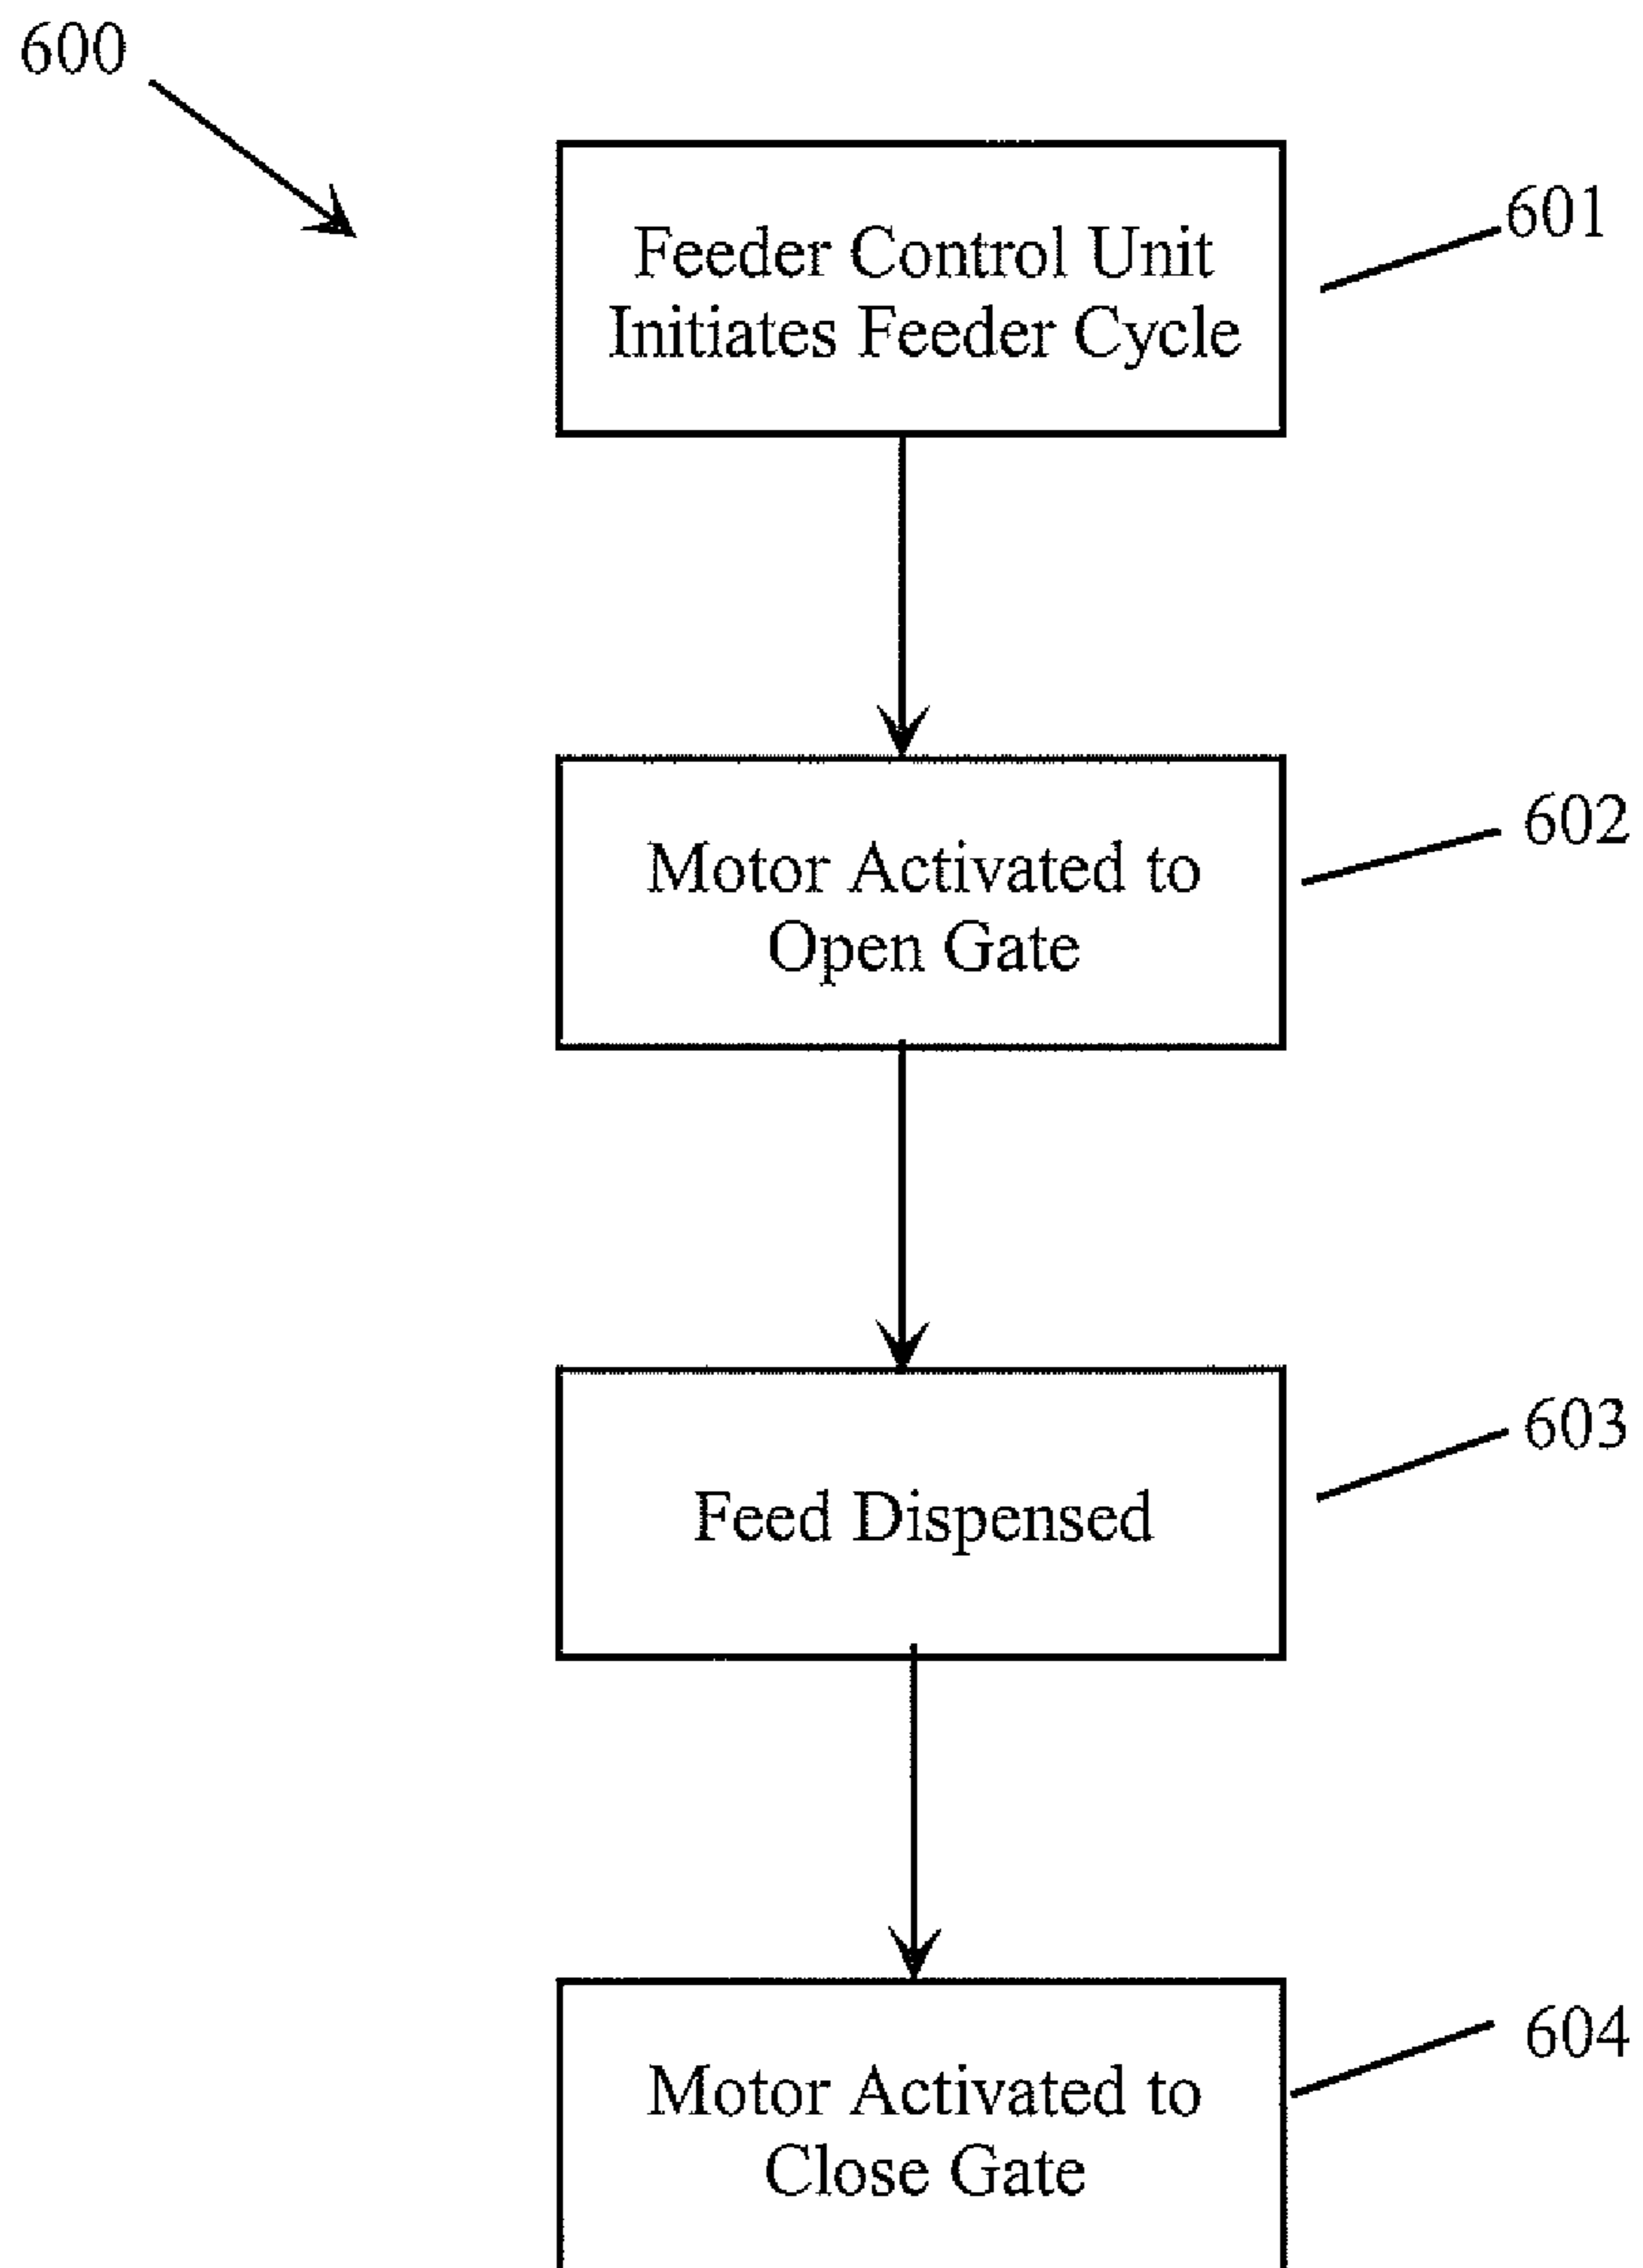 600
601
Feeder Control Unit
Initiates Feeder Cycle
602
Motor Activated to
Open Gate
603
Feed Dispensed
604
Motor Activated to
Close Gate